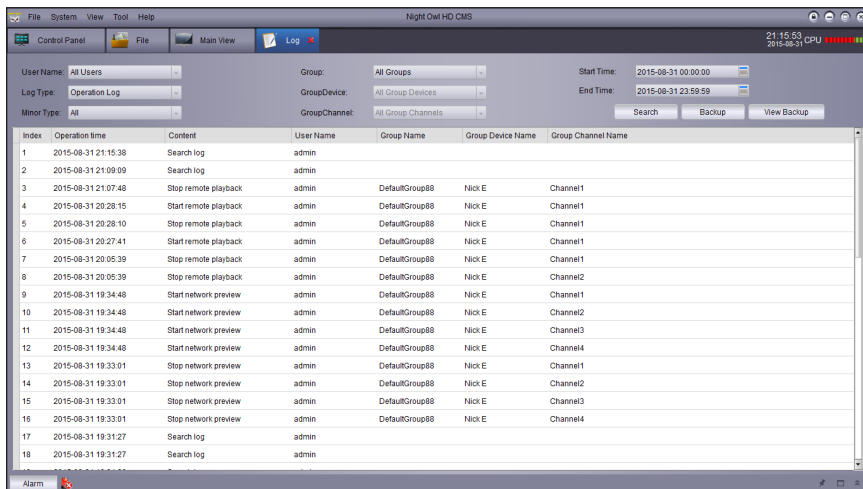 File System View Tool Help Night Owl HD CMS
Control Panel File Main View Log 21:15:53 CPU
2015-08-31
User Name: All Users Group: All Groups Start Time: 2015-08-31 00:00:00
Log Type: Operation Log GroupDevice: All Group Devices End Time: 2015-08-31 23:59:59
Minor Type: All GroupChannel: All Group Channels Search Backup View Backup
Index Operation time Content User Name Group Name Group Device Name Group Channel Name
1 2015-08-31 21:15:38 Search log admin
2 2015-08-31 21:09:09 Search log admin
3 2015-08-31 21:07:48 Stop remote playback admin DefaultGroup88 Nick E Channel1
4 2015-08-31 20:28:15 Start remote playback admin DefaultGroup88 Nick E Channel1
5 2015-08-31 20:28:10 Stop remote playback admin DefaultGroup88 Nick E Channel1
6 2015-08-31 20:27:41 Start remote playback admin DefaultGroup88 Nick E Channel1
7 2015-08-31 20:05:39 Stop remote playback admin DefaultGroup88 Nick E Channel1
8 2015-08-31 20:05:39 Stop remote playback admin DefaultGroup88 Nick E Channel2
9 2015-08-31 19:34:48 Start network preview admin DefaultGroup88 Nick E Channel1
10 2015-08-31 19:34:48 Start network preview admin DefaultGroup88 Nick E Channel2
11 2015-08-31 19:34:48 Start network preview admin DefaultGroup88 Nick E Channel3
12 2015-08-31 19:34:48 Start network preview admin DefaultGroup88 Nick E Channel4
13 2015-08-31 19:33:01 Stop network preview admin DefaultGroup88 Nick E Channel1
14 2015-08-31 19:33:01 Stop network preview admin DefaultGroup88 Nick E Channel2
15 2015-08-31 19:33:01 Stop network preview admin DefaultGroup88 Nick E Channel3
16 2015-08-31 19:33:01 Stop network preview admin DefaultGroup88 Nick E Channel4
17 2015-08-31 19:31:27 Search log admin
18 2015-08-31 19:31:27 Search log admin
Alarm